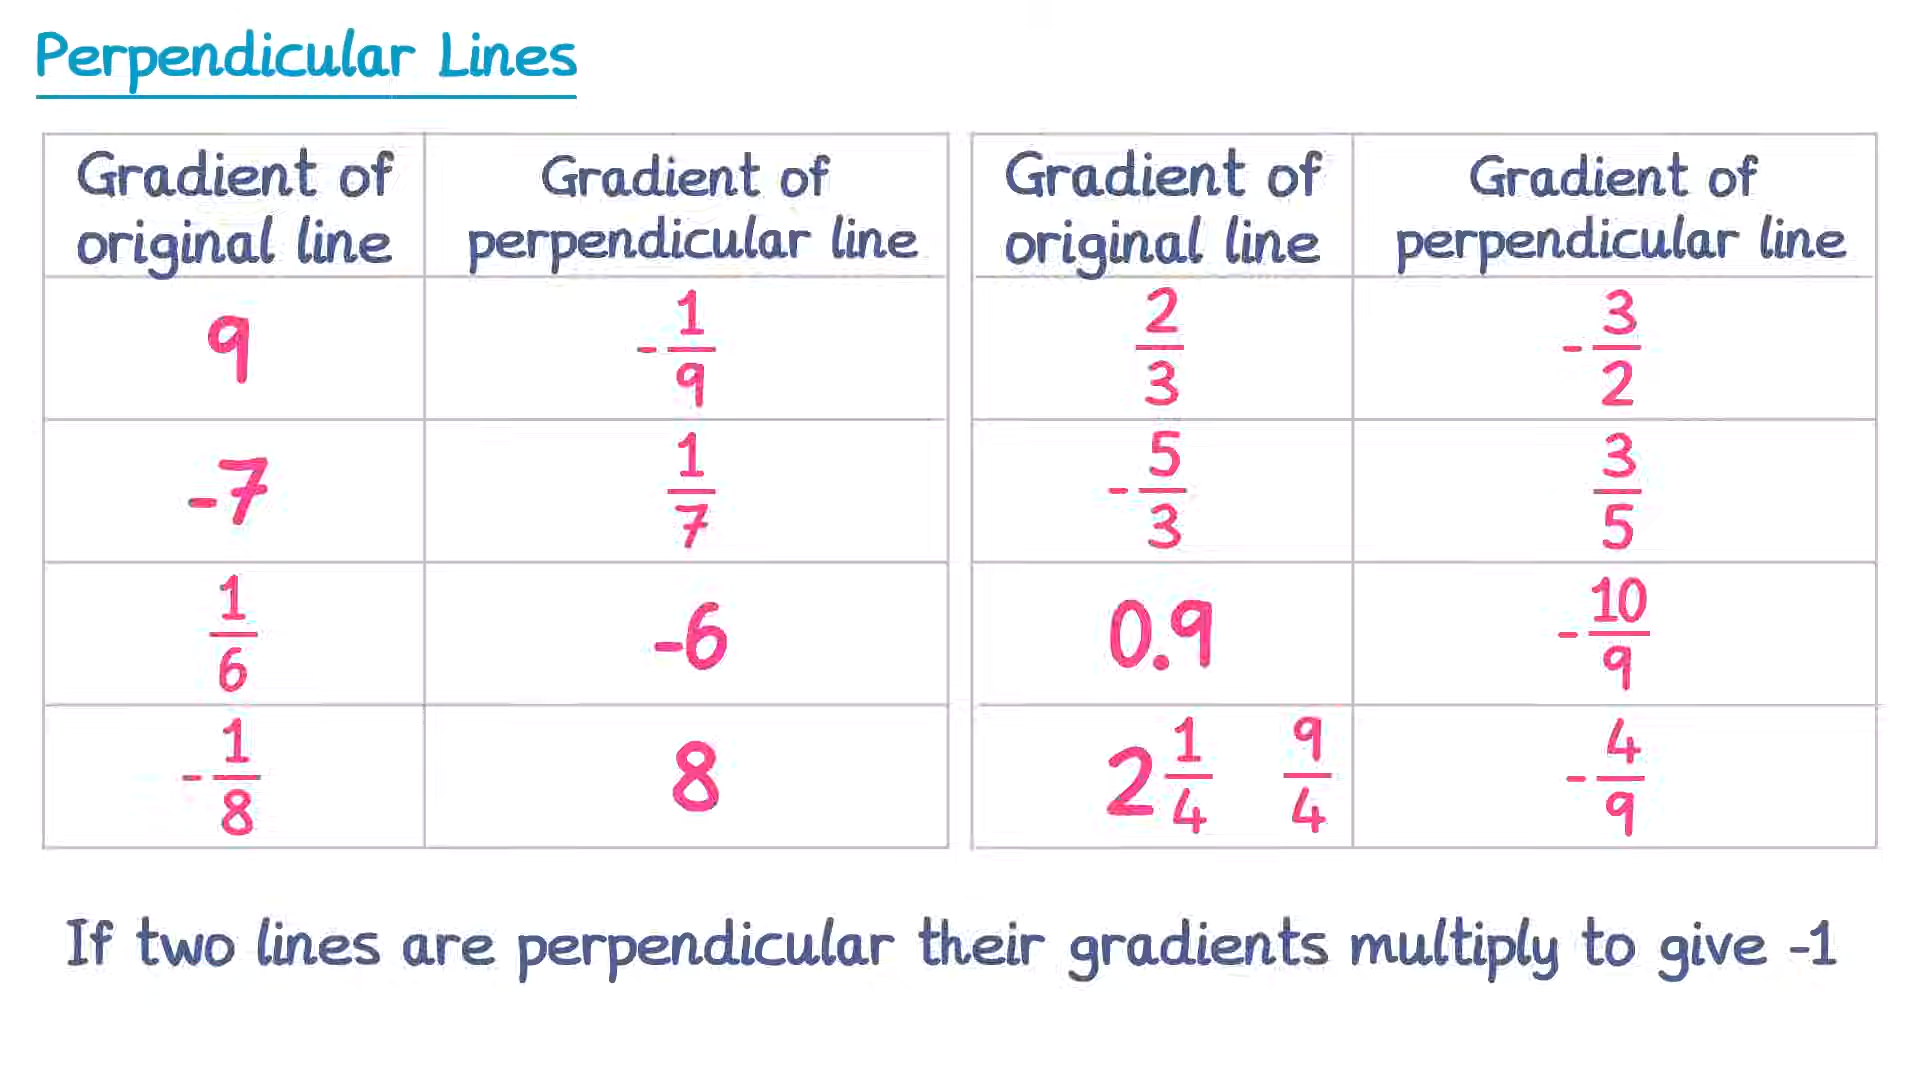 Perpendicular Lines
Gradient of original line
Gradient of perpendicular line
9
-1/9
-7
1/7
1/6
-6
-1/8
8
Gradient of original line
Gradient of perpendicular line
2/3
-3/2
-5/3
3/5
0.9
-10/9
2 1/4 9/4
-4/9
If two lines are perpendicular their gradients multiply to give -1